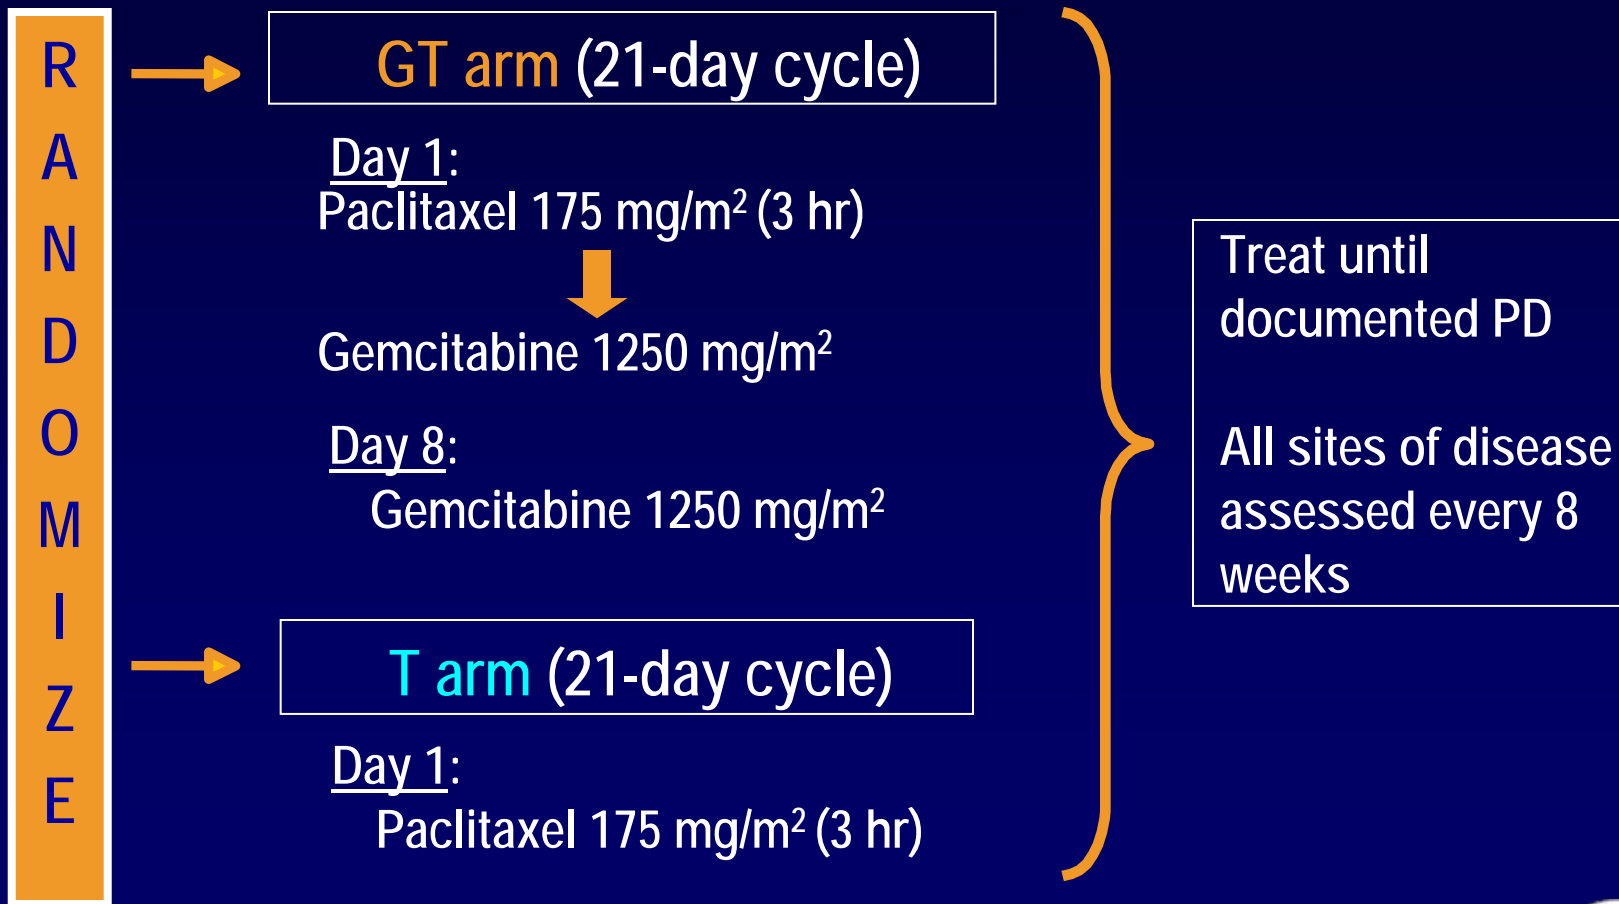 RANDOMIZE
GT arm (21-day cycle)
Day 1:
Paclitaxel 175 mg/m² (3 hr)
Gemcitabine 1250 mg/m²
Day 8:
Gemcitabine 1250 mg/m²
T arm (21-day cycle)
Day 1:
Paclitaxel 175 mg/m² (3 hr)
Treat until
documented PD
All sites of disease
assessed every 8
weeks